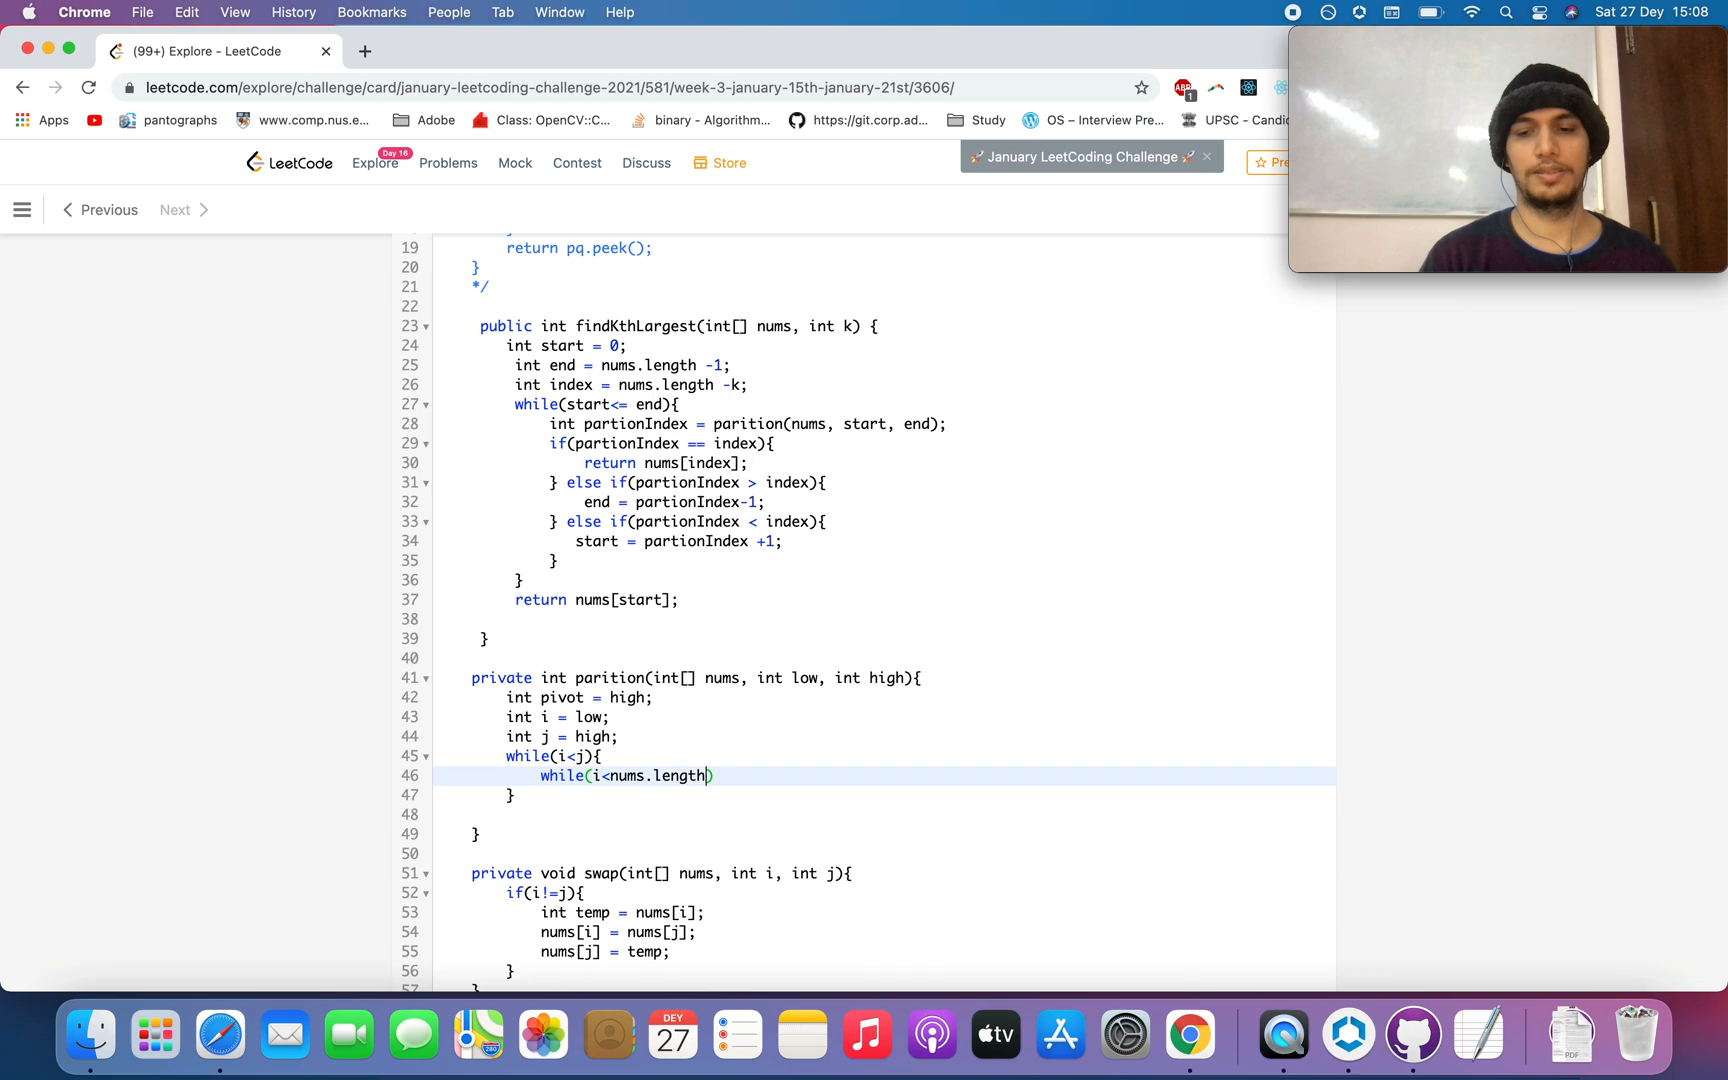 Chrome File Edit View History Bookmarks People Tab Window Help Sat 27 Dey 15:08
(99+) Explore - LeetCode
leetcode.com/explore/challenge/card/january-leetcoding-challenge-2021/581/week-3-january-15th-january-21st/3606/
ABP 1
Apps pantographs www.comp.nus.e... Adobe Class: OpenCV::C... binary - Algorithm... https://git.corp.ad... Study OS – Interview Pre... UPSC - Candic
LeetCode Explore Day 16 Problems Mock Contest Discuss Store 🚀 January LeetCoding Challenge 🚀 × Pre
Previous Next
19 return pq.peek();
20 }
21 */
22
23 public int findKthLargest(int[] nums, int k) {
24 int start = 0;
25 int end = nums.length -1;
26 int index = nums.length -k;
27 while(start<= end){
28 int partionIndex = parition(nums, start, end);
29 if(partionIndex == index){
30 return nums[index];
31 } else if(partionIndex > index){
32 end = partionIndex-1;
33 } else if(partionIndex < index){
34 start = partionIndex +1;
35 }
36 }
37 return nums[start];
38
39 }
40
41 private int parition(int[] nums, int low, int high){
42 int pivot = high;
43 int i = low;
44 int j = high;
45 while(i<j){
46 while(i<nums.length)
47 }
48
49 }
50
51 private void swap(int[] nums, int i, int j){
52 if(i!=j){
53 int temp = nums[i];
54 nums[i] = nums[j];
55 nums[j] = temp;
56 }
57 }
DEY
27
tv
PDF